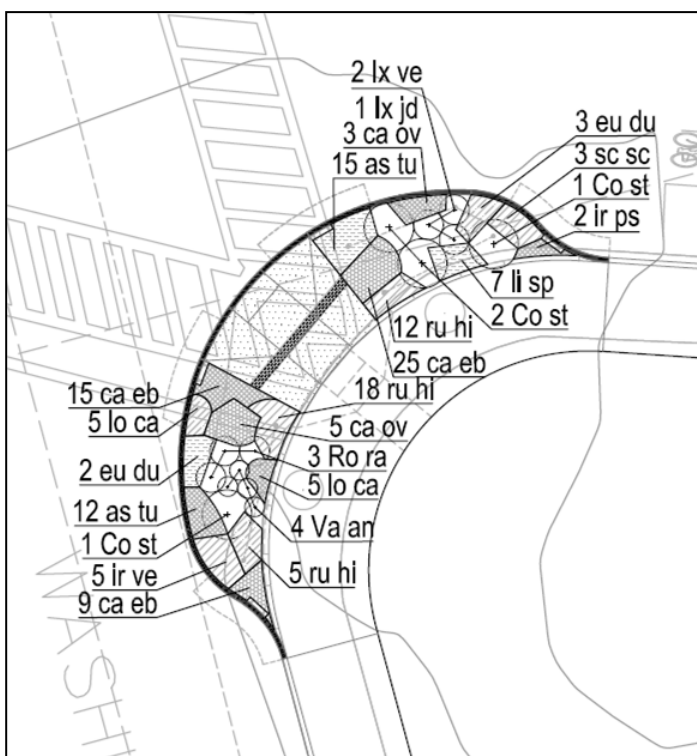 2 Ix ve
1 Ix jd
3 ca ov
15 as tu
3 eu du
3 sc sc
1 Co st
2 ir ps
7 li sp
2 Co st
12 ru hi
25 ca eb
18 ru hi
15 ca eb
5 lo ca
5 ca ov
3 Ro ra
2 eu du
5 lo ca
12 as tu
4 Va an
1 Co st
5 ir ve
5 ru hi
9 ca eb
WASHI